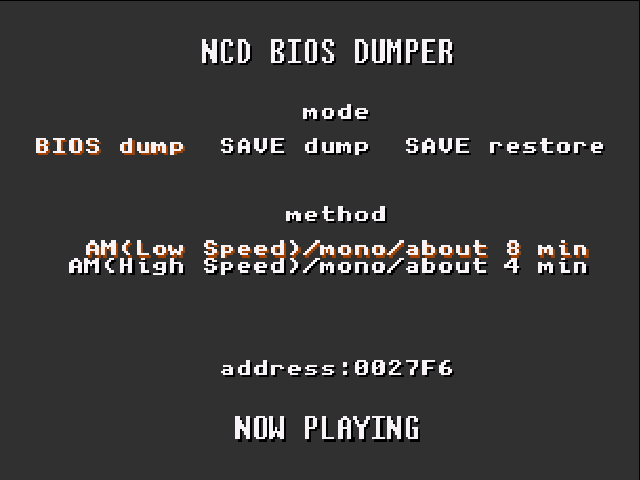 NCD BIOS DUMPER
mode
BIOS dump SAVE dump SAVE restore
method
AM(Low Speed)/mono/about 8 min
AM(High Speed)/mono/about 4 min
address:0027F6
NOW PLAYING